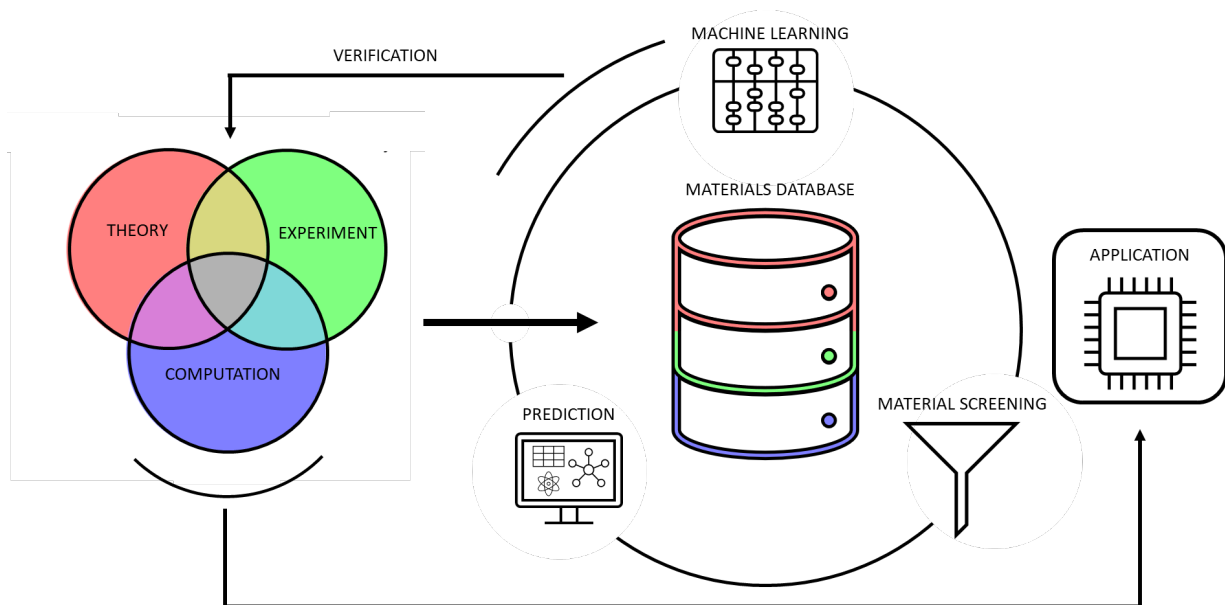 MACHINE LEARNING
VERIFICATION
MATERIALS DATABASE
THEORY
EXPERIMENT
APPLICATION
COMPUTATION
PREDICTION
MATERIAL SCREENING